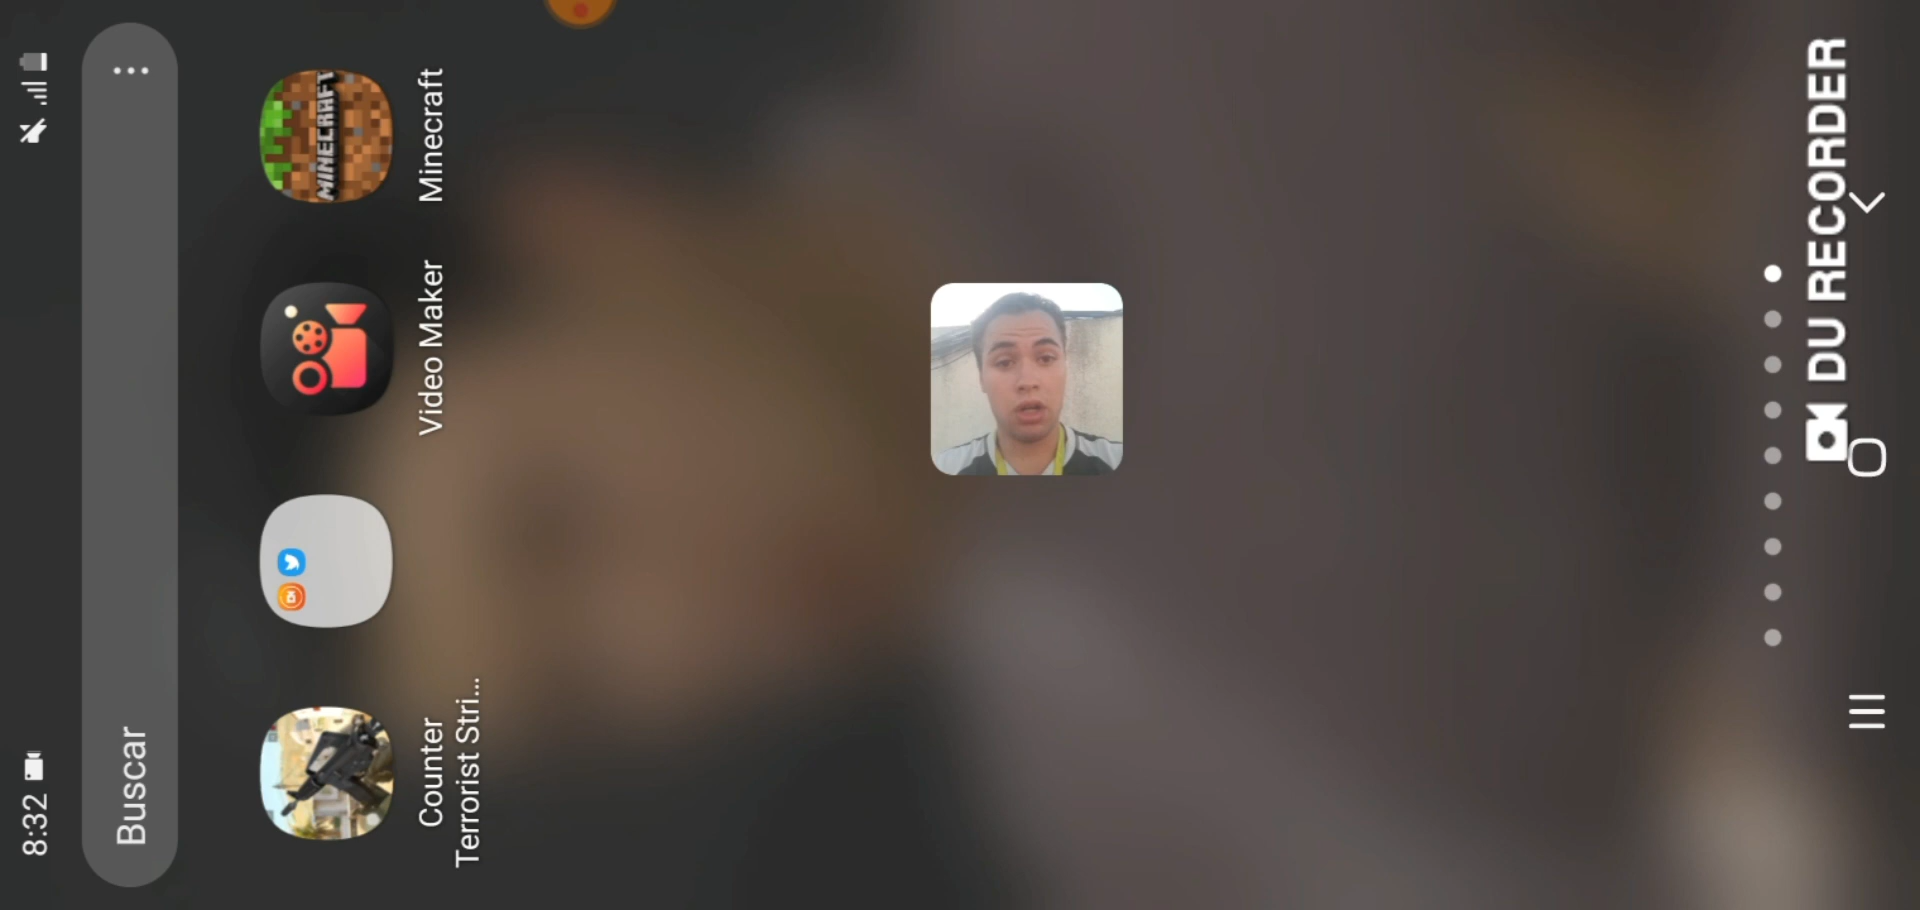 8:32
Buscar
Counter
Terrorist Stri...
Video Maker
MINECRAFT
Minecraft
DU RECORDER